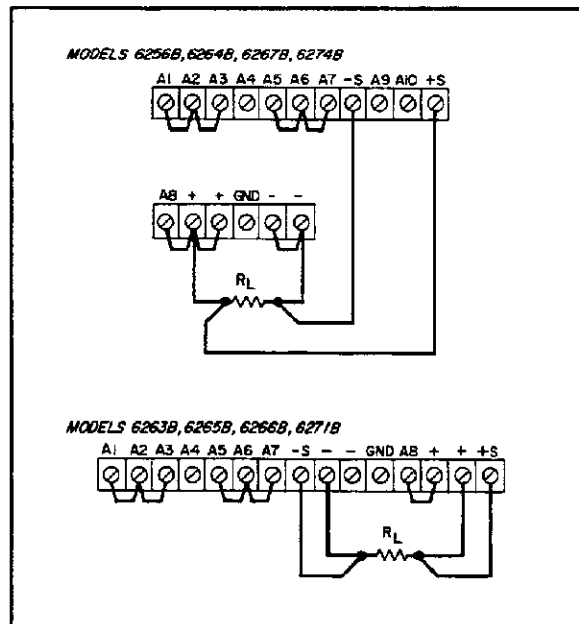 MODELS 6256B, 6264B, 6267B, 6274B
A1 A2 A3 A4 A5 A6 A7 -S A9 A10 +S
A8 + + GND - -
RL
MODELS 6263B, 6265B, 6266B, 6271B
A1 A2 A3 A4 A5 A6 A7 -S - - GND A8 + + +S
RL